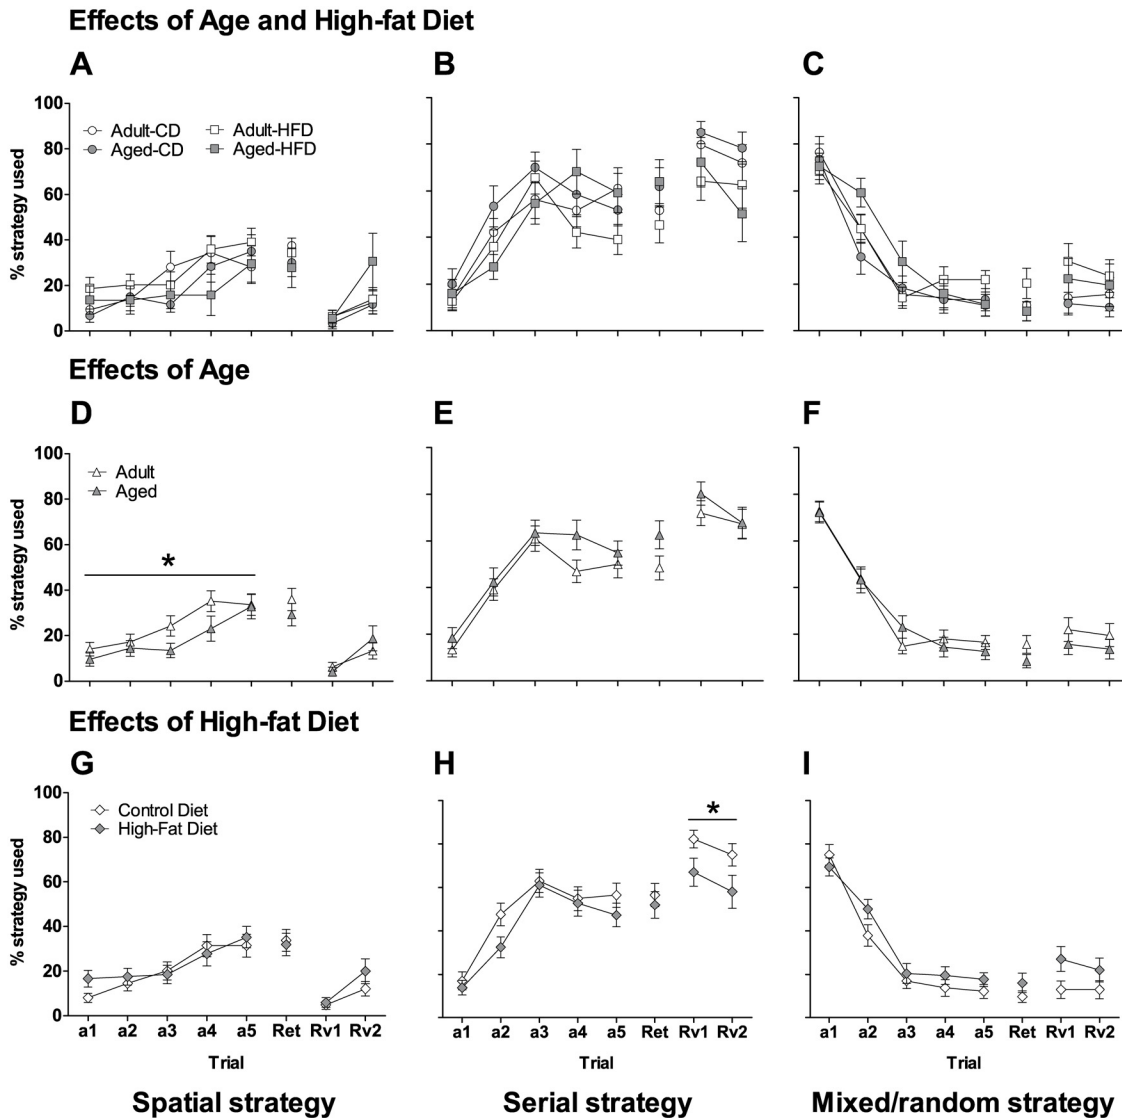 Effects of Age and High-fat Diet
A B C
% strategy used
100
80
60
40
20
0
Adult-CD Adult-HFD
Aged-CD Aged-HFD
Effects of Age
D E F
% strategy used
100
80
60
40
20
0
Adult
Aged
*
Effects of High-fat Diet
G H I
% strategy used
100
80
60
40
20
0
Control Diet
High-Fat Diet
*
a1 a2 a3 a4 a5 Ret Rv1 Rv2
a1 a2 a3 a4 a5 Ret Rv1 Rv2
a1 a2 a3 a4 a5 Ret Rv1 Rv2
Trial Trial Trial
Spatial strategy Serial strategy Mixed/random strategy